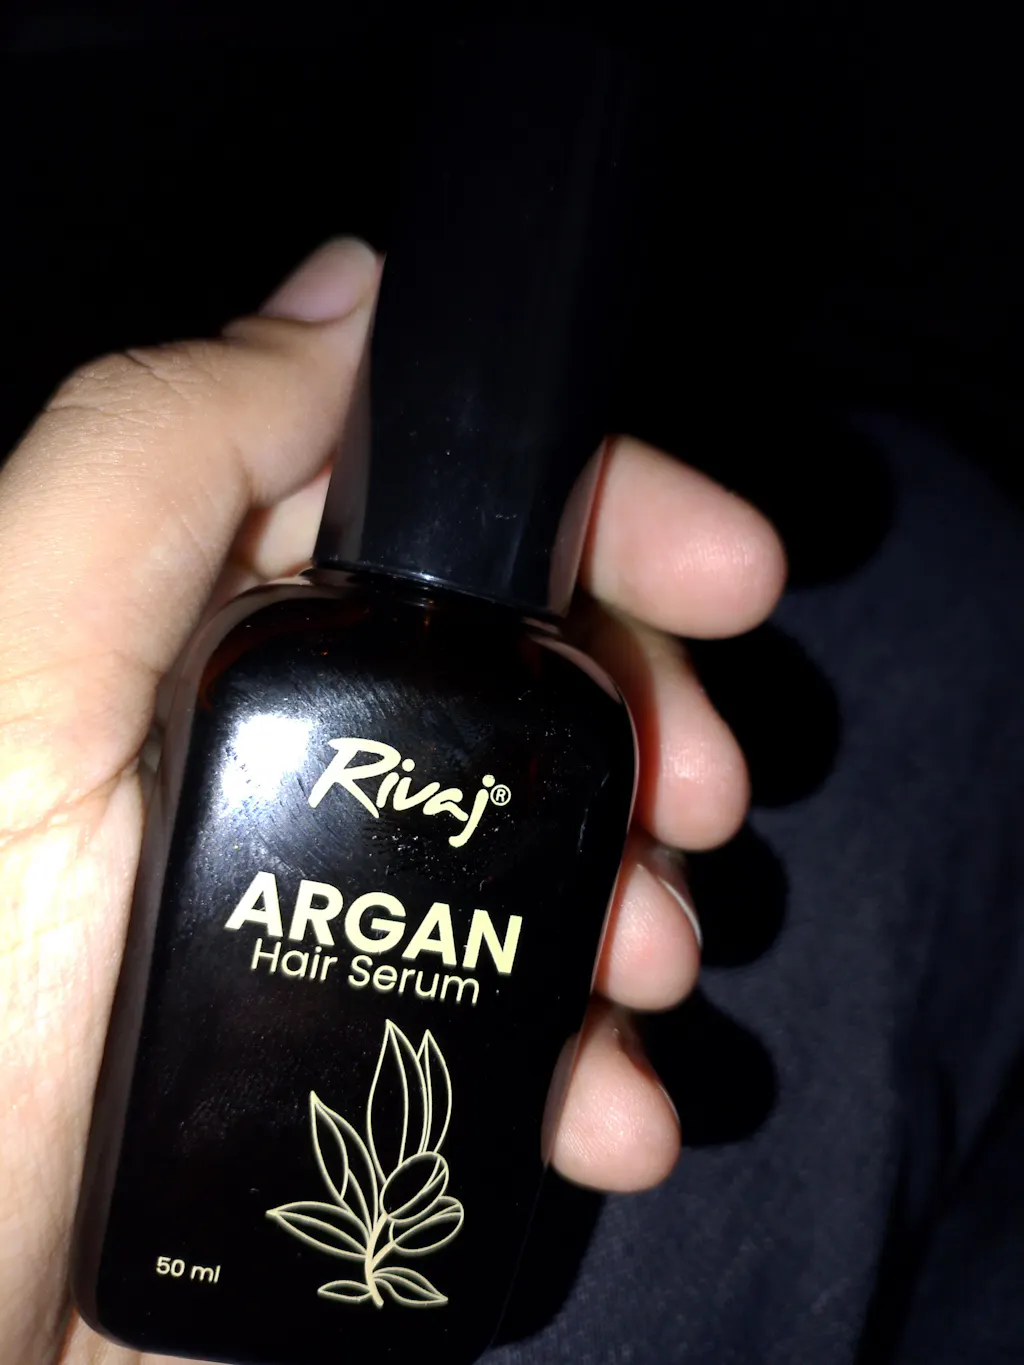 Rivaj®
ARGAN
Hair Serum
50 ml